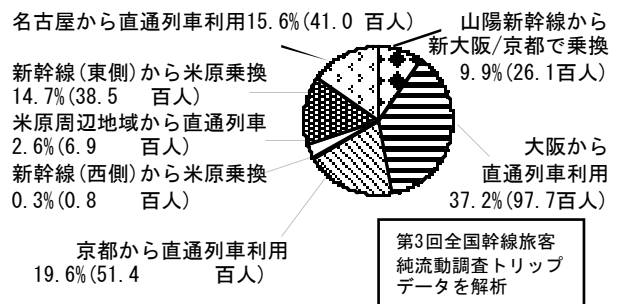 名古屋から直通列車利用15.6%(41.0 百人)
山陽新幹線から
新大阪/京都で乗換
9.9%(26.1百人)
新幹線(東側)から米原乗換
14.7%(38.5 百人)
米原周辺地域から直通列車
2.6%(6.9 百人)
新幹線(西側)から米原乗換
0.3%(0.8 百人)
大阪から
直通列車利用
37.2%(97.7百人)
京都から直通列車利用
19.6%(51.4 百人)
第3回全国幹線旅客
純流動調査トリップ
データを解析